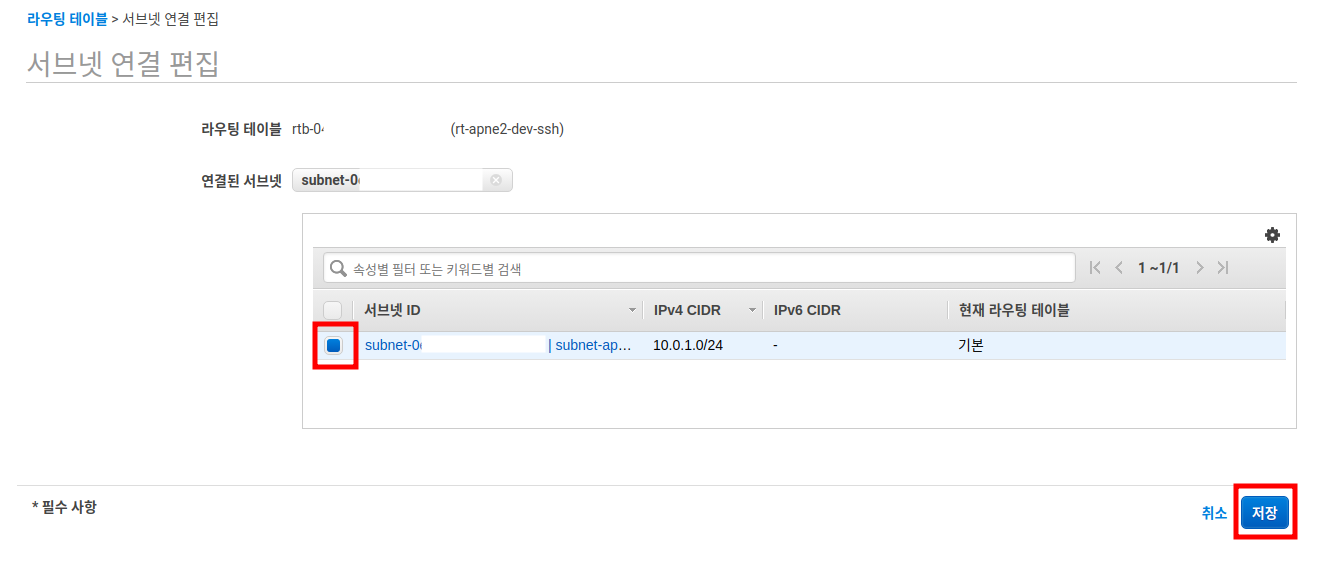 라우팅 테이블 > 서브넷 연결 편집
서브넷 연결 편집
라우팅 테이블 rtb-04 (rt-apne2-dev-ssh)
연결된 서브넷 subnet-0
속성별 필터 또는 키워드별 검색 1 ~1/1
서브넷 ID IPv4 CIDR IPv6 CIDR 현재 라우팅 테이블
subnet-0 | subnet-ap... 10.0.1.0/24 - 기본
* 필수 사항
취소 저장